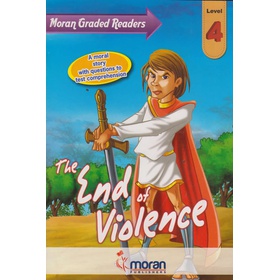 Moran Graded Readers
Level
4
A moral
story
with questions to
test comprehension
The
End of
Violence
moran
PUBLISHERS